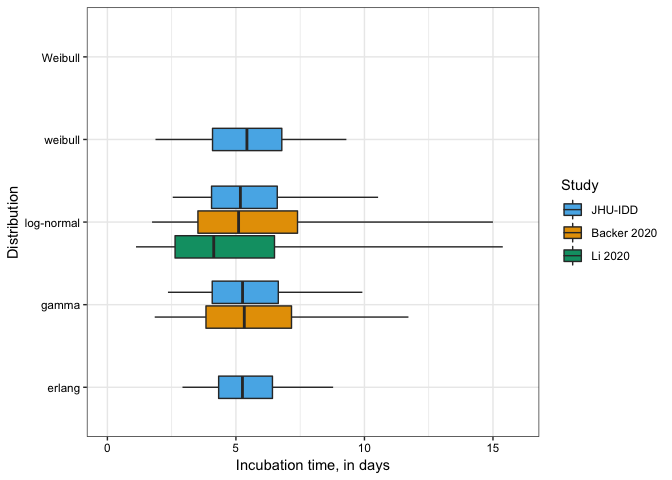 Distribution
Weibull
weibull
log-normal
gamma
erlang
0 5 10 15
Incubation time, in days
Study
JHU-IDD
Backer 2020
Li 2020